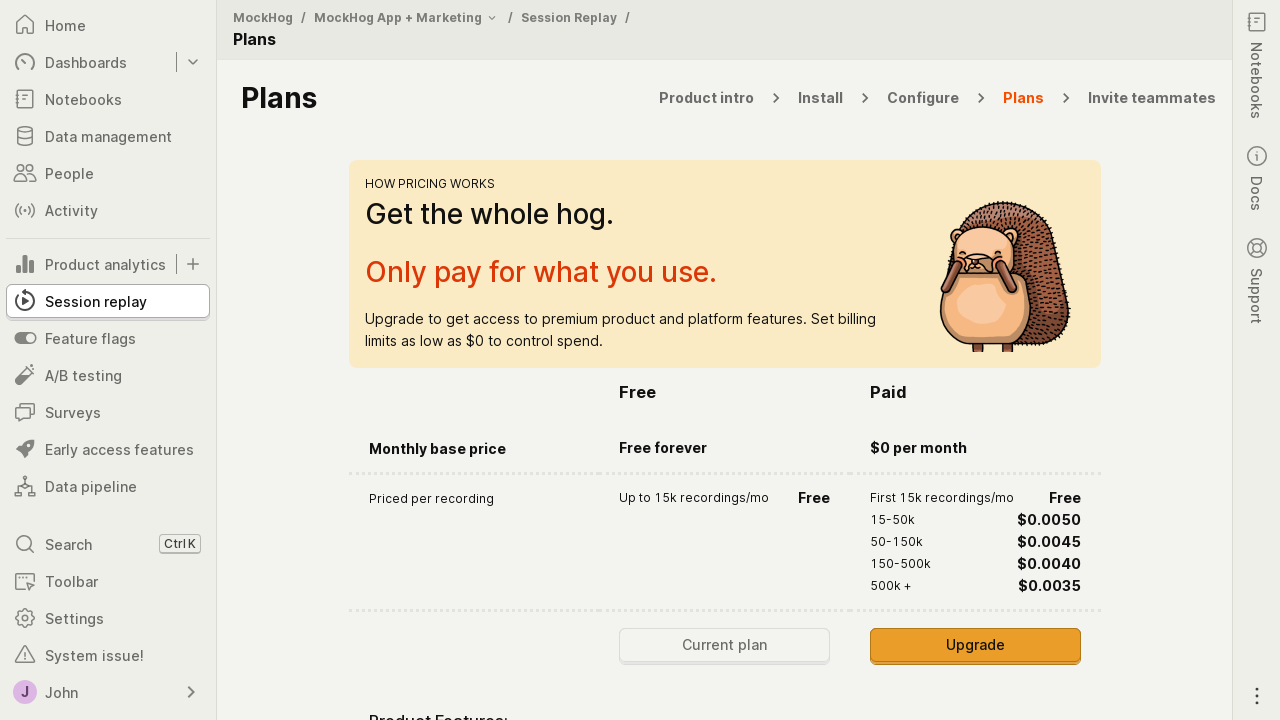 Home
Dashboards
Notebooks
Data management
People
Activity
Product analytics
Session replay
Feature flags
A/B testing
Surveys
Early access features
Data pipeline
Search Ctrl K
Toolbar
Settings
System issue!
J John
MockHog / MockHog App + Marketing / Session Replay /
Plans
Plans
Product intro > Install > Configure > Plans > Invite teammates
HOW PRICING WORKS
Get the whole hog.
Only pay for what you use.
Upgrade to get access to premium product and platform features. Set billing
limits as low as $0 to control spend.
Free Paid
Monthly base price Free forever $0 per month
Priced per recording Up to 15k recordings/mo Free First 15k recordings/mo Free
15-50k $0.0050
50-150k $0.0045
150-500k $0.0040
500k + $0.0035
Current plan Upgrade
Product Features:
Notebooks
Docs
Support